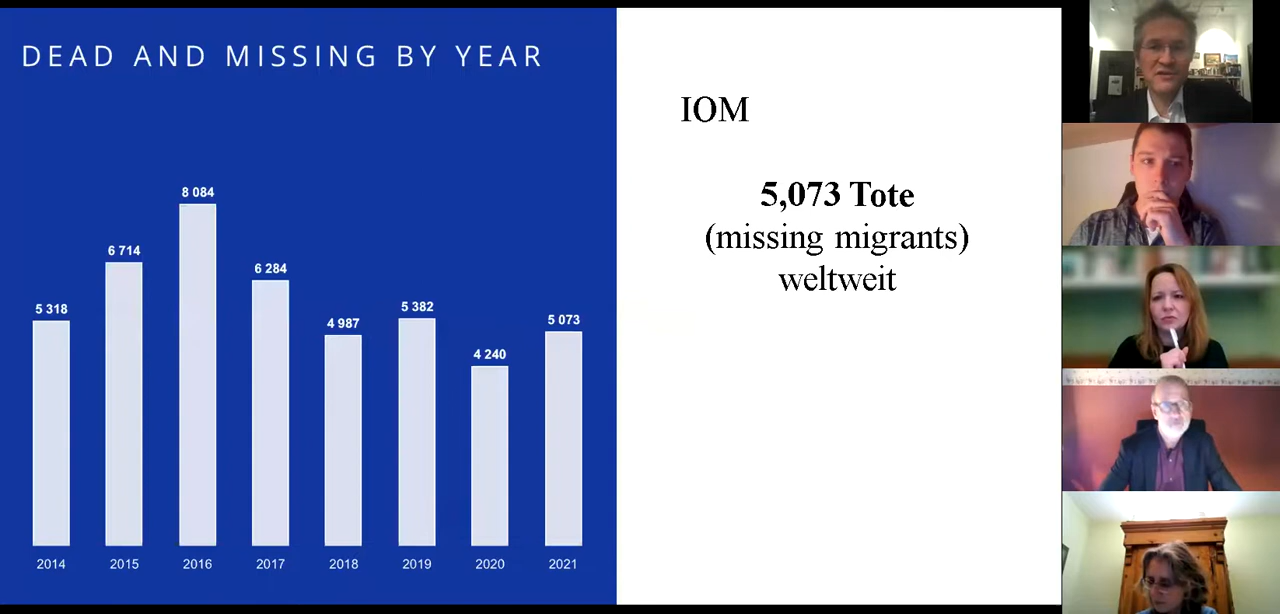 DEAD AND MISSING BY YEAR
8 084
6 714
6 284
5 318
5 382
5 073
4 987
4 240
2014 2015 2016 2017 2018 2019 2020 2021
IOM
5,073 Tote
(missing migrants)
weltweit